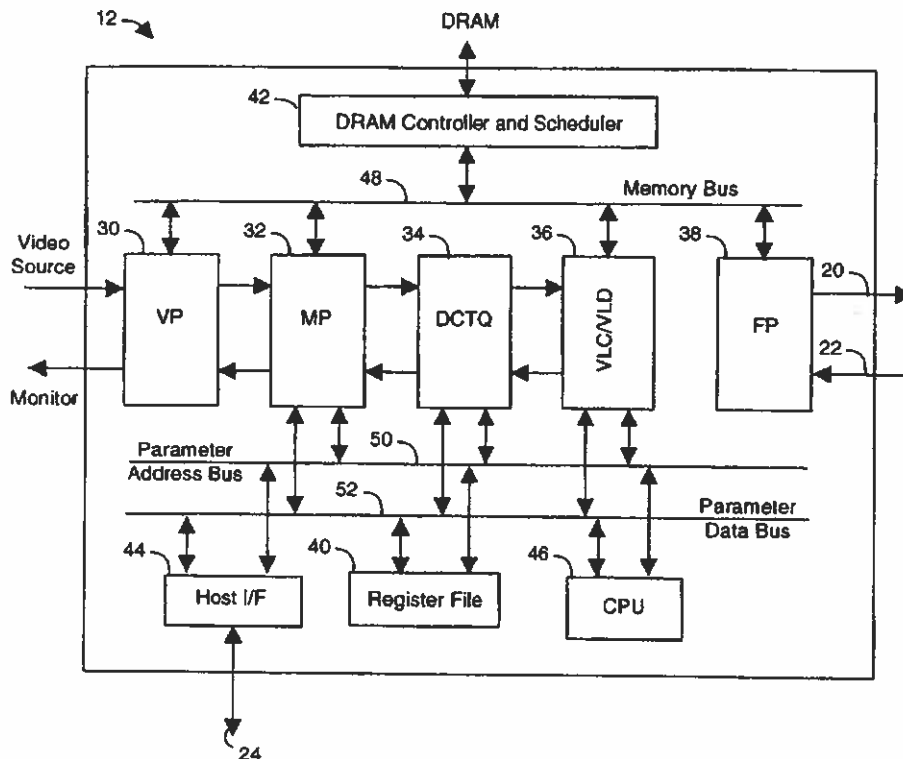 12
DRAM
42
DRAM Controller and Scheduler
48
Memory Bus
30
32
34
36
38
Video
Source
20
VP
MP
DCTQ
VLC/VLD
FP
22
Monitor
50
Parameter
Address Bus
52
Parameter
Data Bus
44
40
46
Host I/F
Register File
CPU
24